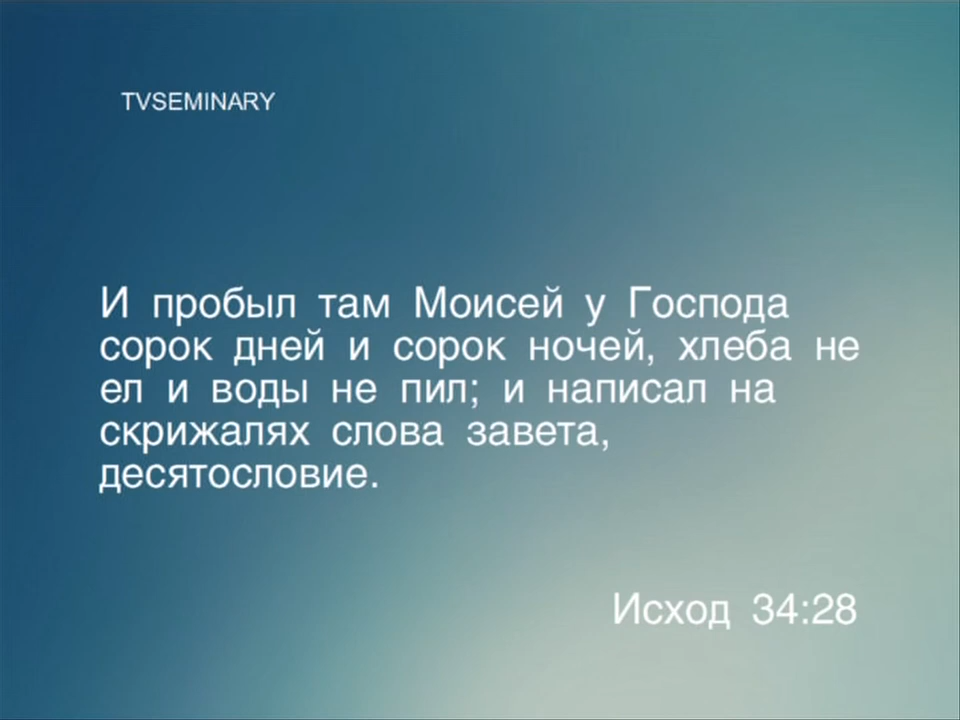 TVSEMINARY
И пробыл там Моисей у Господа
сорок дней и сорок ночей, хлеба не
ел и воды не пил; и написал на
скрижалях слова завета,
десятословие.
Исход 34:28